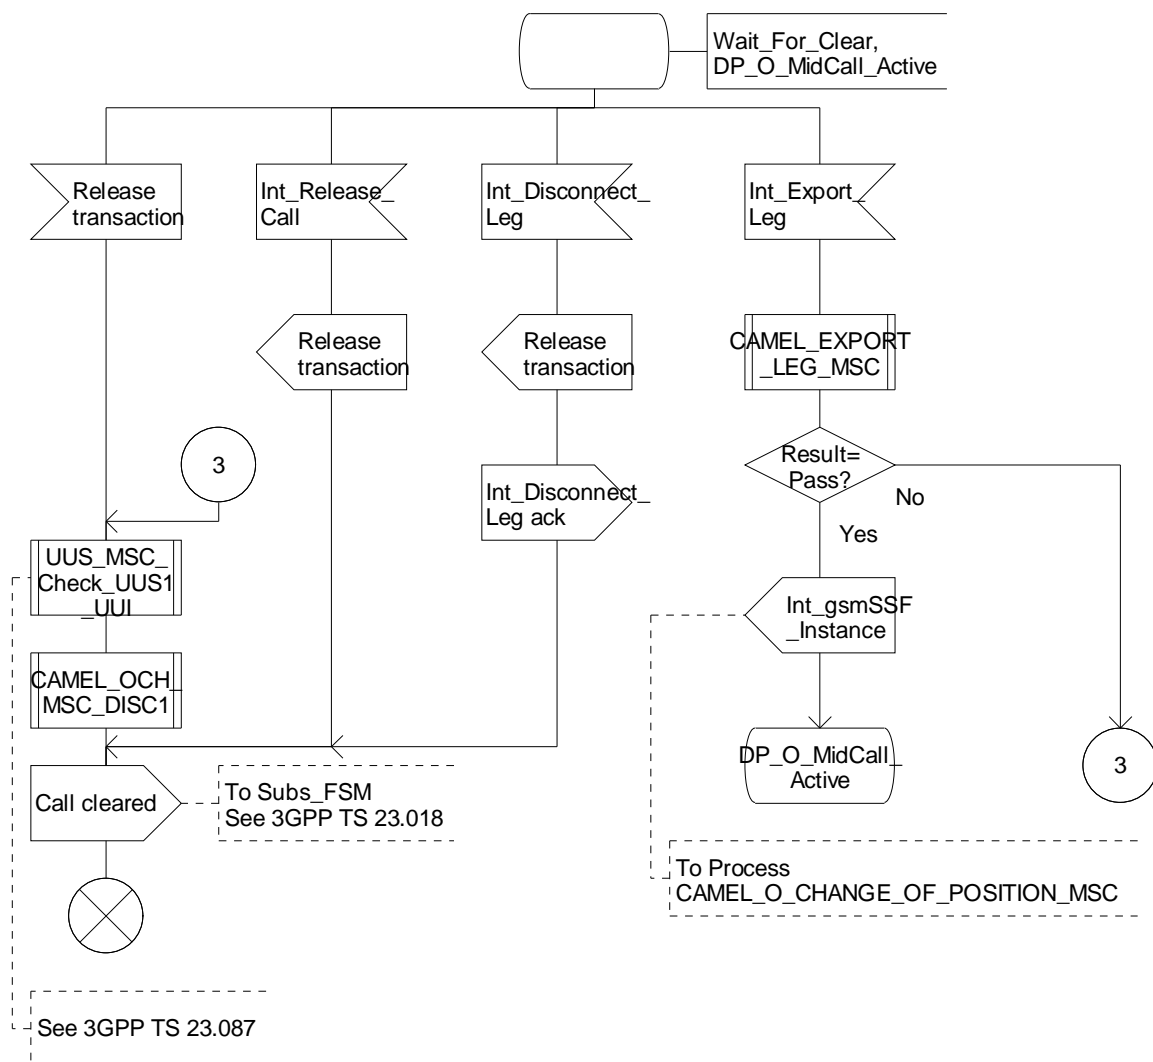 Wait_For_Clear,
DP_O_MidCall_Active
Release
transaction
Int_Release_
Call
Int_Disconnect_
Leg
Int_Export_
Leg
Release
transaction
Release
transaction
CAMEL_EXPORT
_LEG_MSC
3
Int_Disconnect_
Leg ack
Result=
Pass?
No
Yes
UUS_MSC_
Check_UUS1
_UUI
Int_gsmSSF
_Instance
CAMEL_OCH_
MSC_DISC1
Call cleared
To Subs_FSM
See 3GPP TS 23.018
DP_O_MidCall_
Active
3
To Process
CAMEL_O_CHANGE_OF_POSITION_MSC
See 3GPP TS 23.087